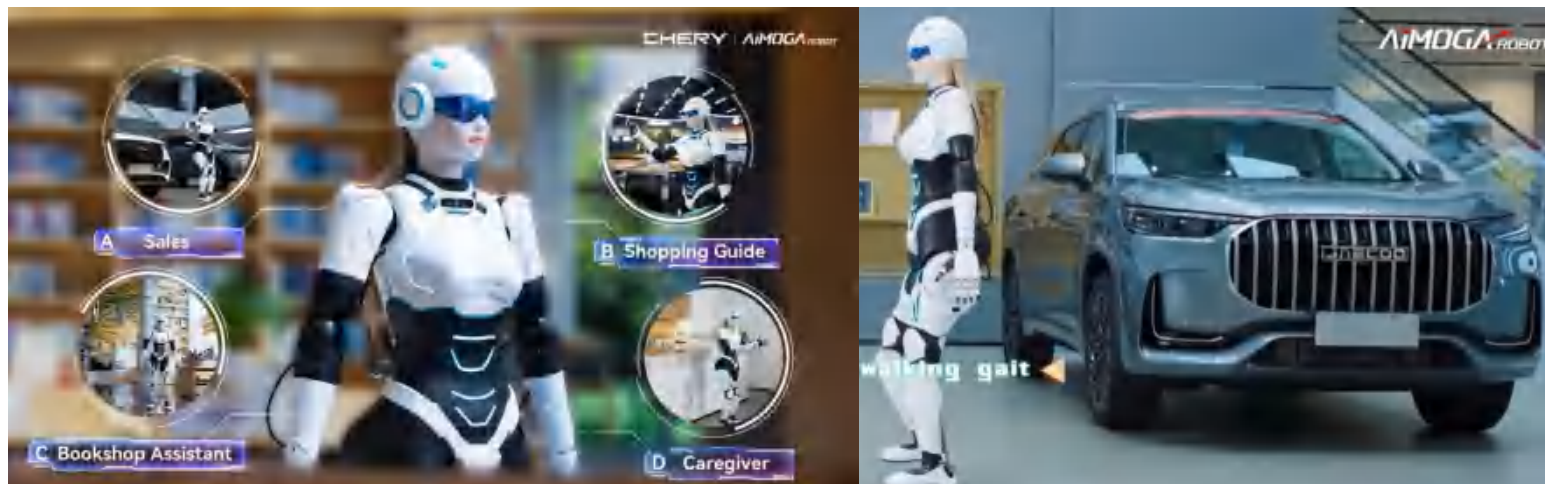 CHERY | AiMOGA ROBOT
A Sales
B Shopping Guide
C Bookshop Assistant
D Caregiver
AiMOGA ROBOT
JAECOO
walking gait